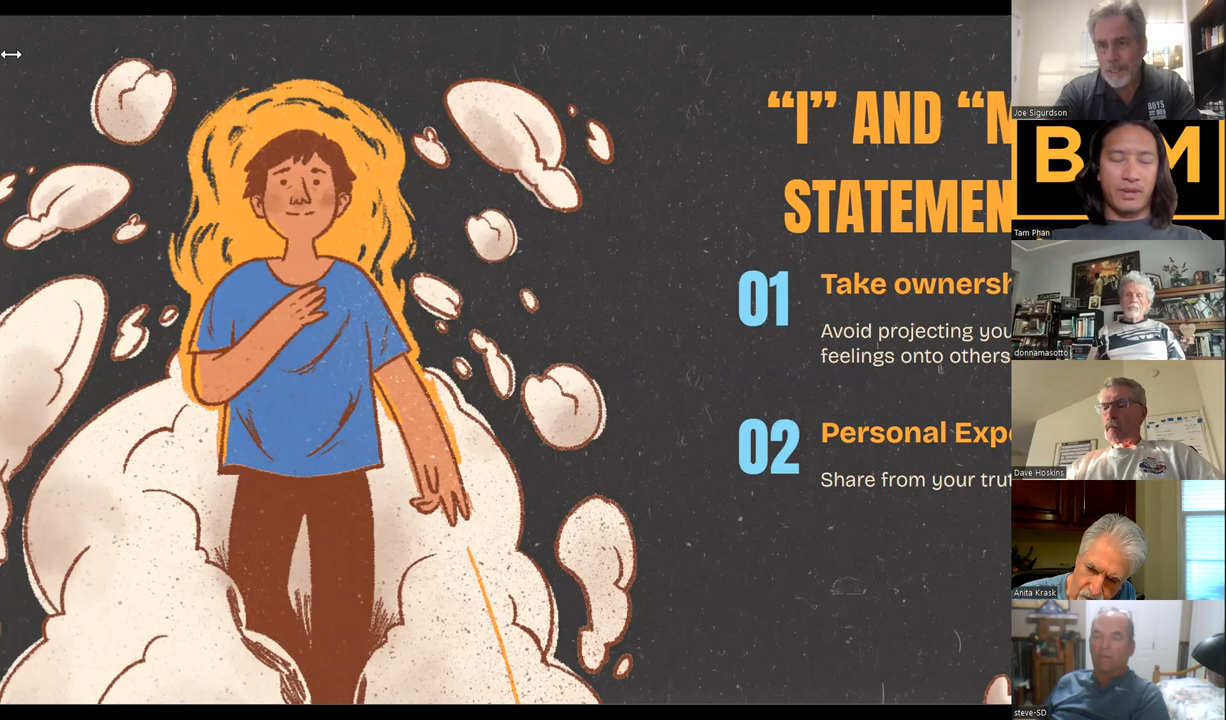 “I” AND “M
STATEMEN
01
Take ownersh
Avoid projecting you
feelings onto others
02
Personal Exp
Share from your trut
Joe Sigurdson
BOYS
B M
Tam Phan
donnamasotto
Dave Hoskins
Anita Krask
steve-SD